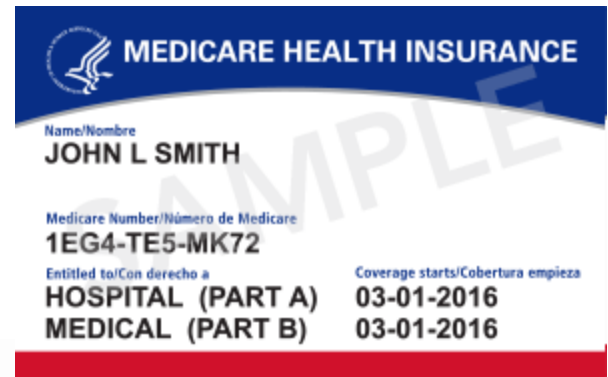 MEDICARE HEALTH INSURANCE
Name/Nombre
JOHN L SMITH
SAMPLE
Medicare Number/Número de Medicare
1EG4-TE5-MK72
Entitled to/Con derecho a
Coverage starts/Cobertura empieza
HOSPITAL (PART A) 03-01-2016
MEDICAL (PART B) 03-01-2016